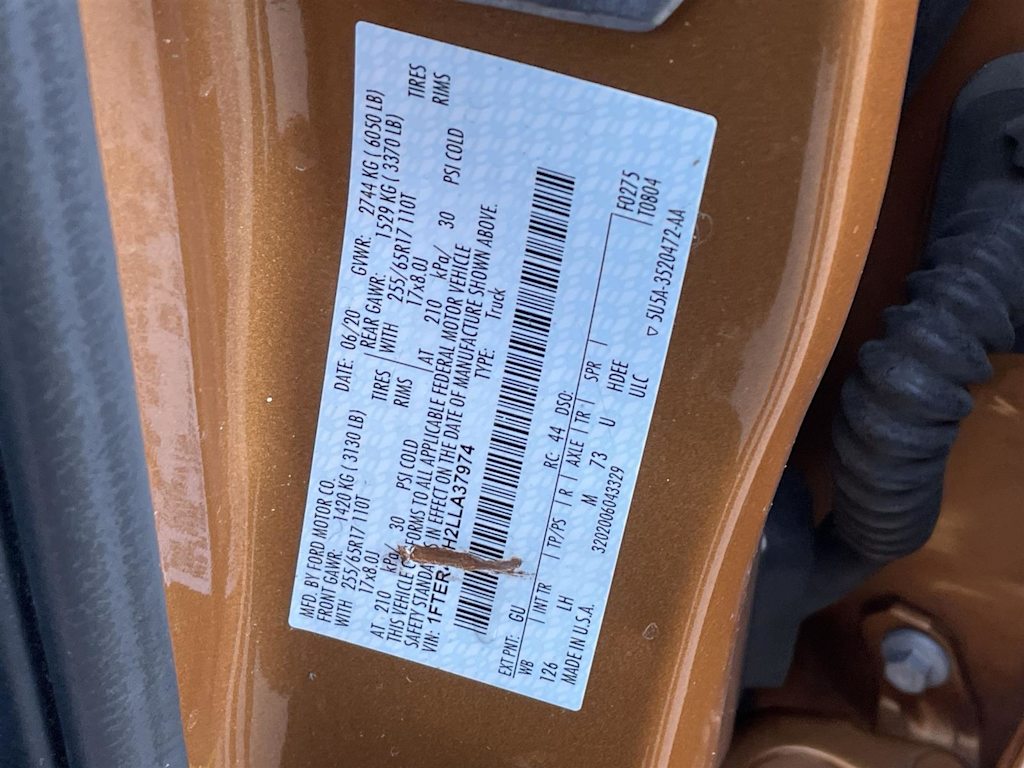 MFD. BY FORD MOTOR CO. DATE: 06/20 GVWR: 2744 KG ( 6050 LB)
FRONT GAWR: 1420 KG ( 3130 LB) REAR GAWR: 1529 KG ( 3370 LB)
WITH 255/65R17 110T TIRES WITH 255/65R17 110T TIRES
17x8.0J RIMS 17x8.0J RIMS
AT 210 kPa/ 30 PSI COLD AT 210 kPa/ 30 PSI COLD
THIS VEHICLE FORMS TO ALL APPLICABLE FEDERAL MOTOR VEHICLE
SAFETY STANDARD IN EFFECT ON THE DATE OF MANUFACTURE SHOWN ABOVE.
VIN: 1FTER H2LLA37974 TYPE: Truck
EXT PNT: GU RC: 44 DSO: F0275
WB INT TR TP/PS R AXLE TR SPR T0804
126 LH M 73 U HDEE
MADE IN U.S.A. 3202006043329 ULC ▽ 5U5A-3520472-AA